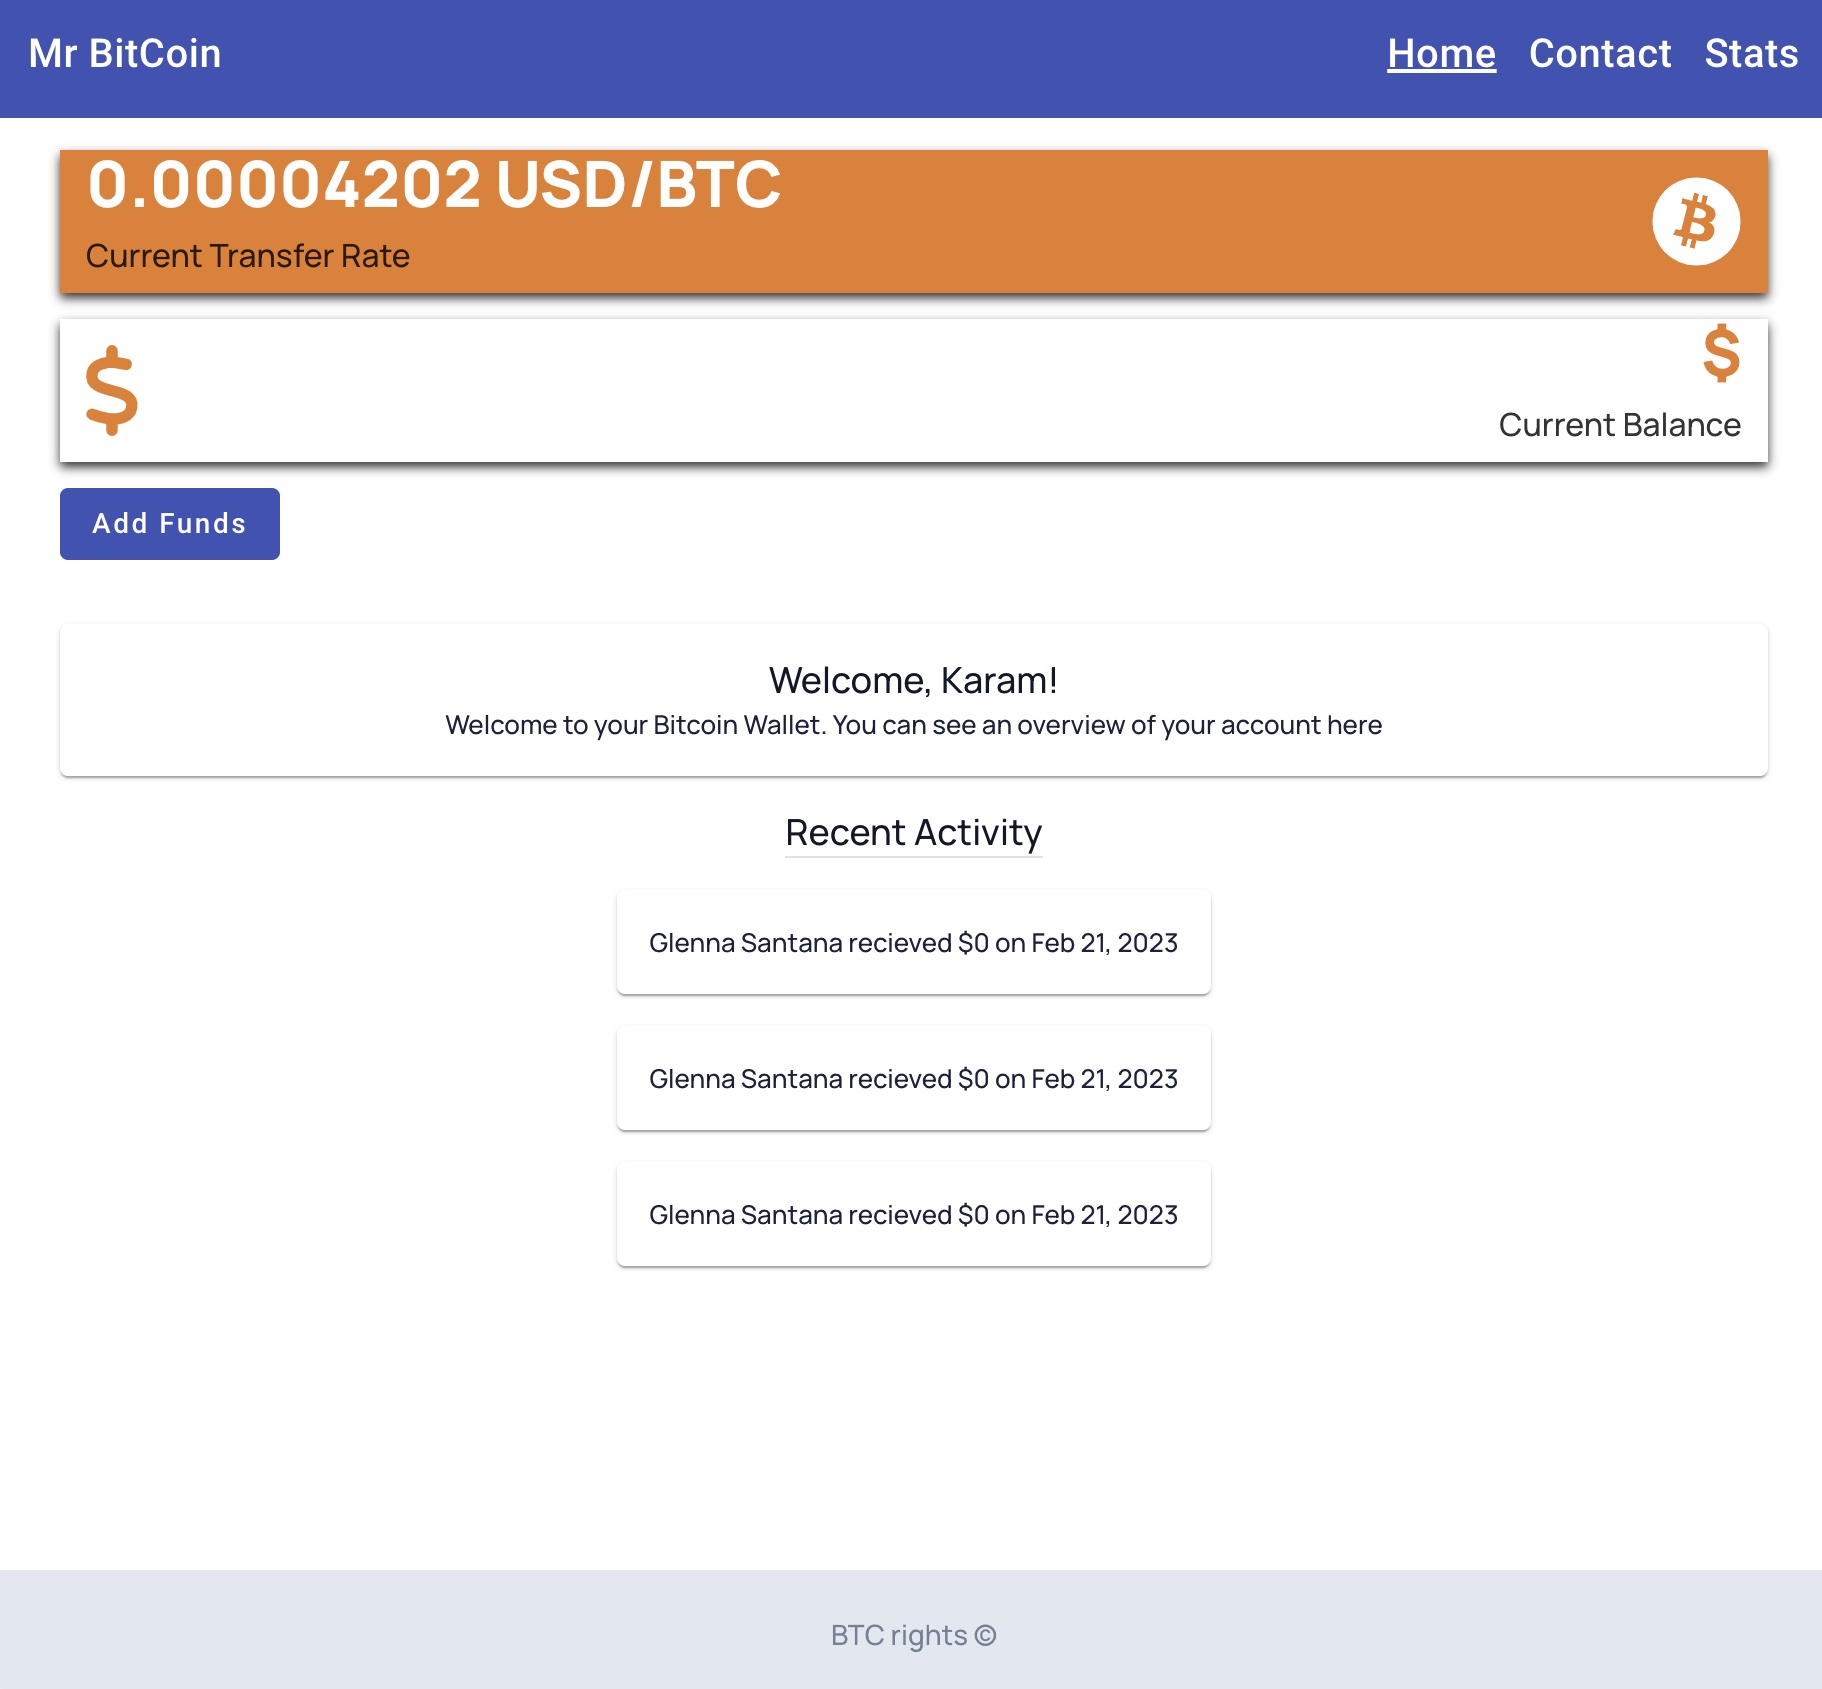 Mr BitCoin
Home Contact Stats
0.00004202 USD/BTC
Current Transfer Rate
$
Current Balance
Add Funds
Welcome, Karam!
Welcome to your Bitcoin Wallet. You can see an overview of your account here
Recent Activity
Glenna Santana recieved $0 on Feb 21, 2023
Glenna Santana recieved $0 on Feb 21, 2023
Glenna Santana recieved $0 on Feb 21, 2023
BTC rights ©